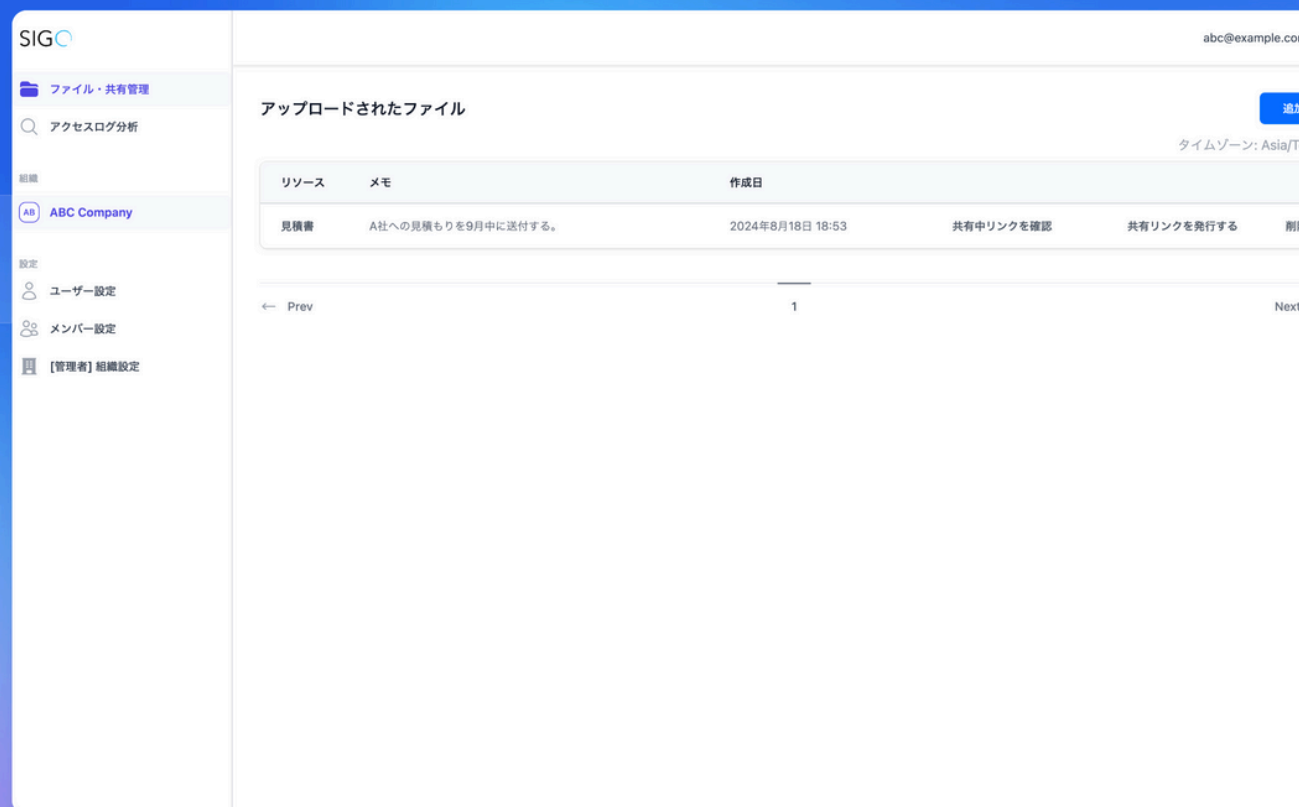 SIGO
abc@example.co
ファイル・共有管理
アクセスログ分析
組織
AB ABC Company
設定
ユーザー設定
メンバー設定
[管理者] 組織設定
アップロードされたファイル
追加
タイムゾーン: Asia/T
リソース メモ 作成日
見積書 A社への見積もりを9月中に送付する。 2024年8月18日 18:53 共有中リンクを確認 共有リンクを発行する 削
← Prev 1 Next